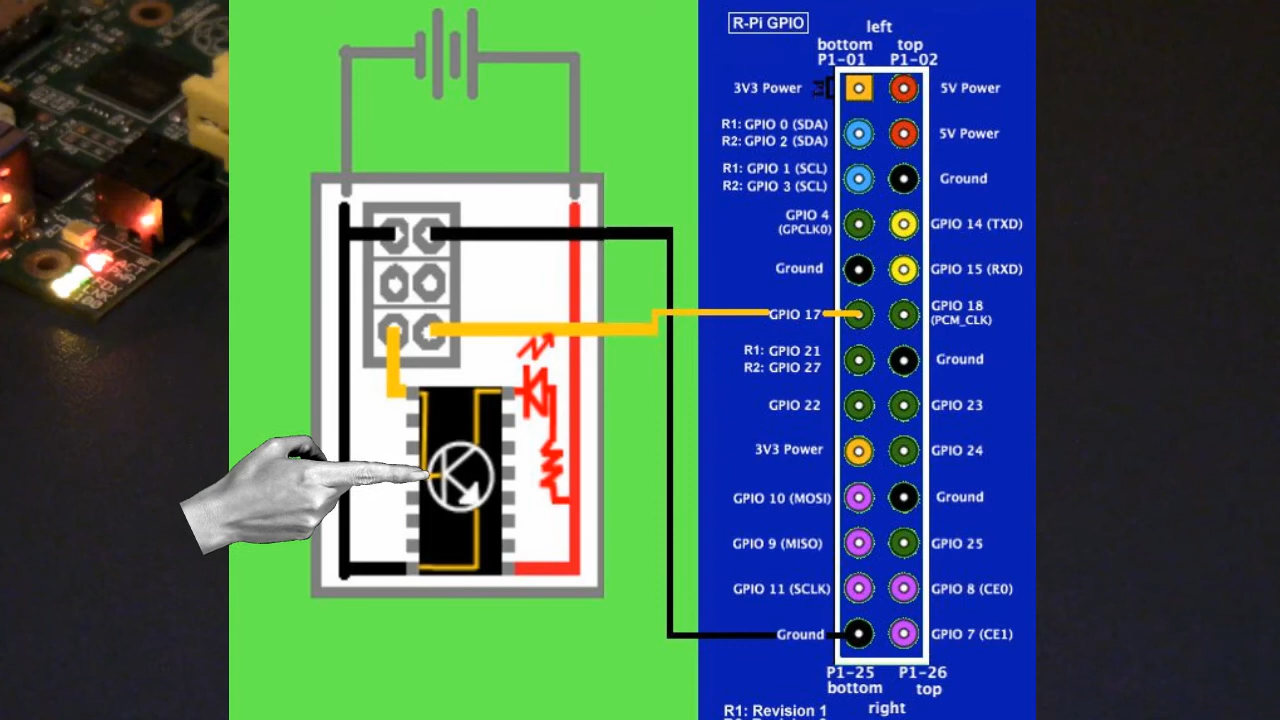 R-Pi GPIO
left
bottom top
P1-01 P1-02
3V3 Power 5V Power
R1: GPIO 0 (SDA)
R2: GPIO 2 (SDA) 5V Power
R1: GPIO 1 (SCL)
R2: GPIO 3 (SCL) Ground
GPIO 4
(GPCLK0) GPIO 14 (TXD)
Ground GPIO 15 (RXD)
GPIO 17 GPIO 18
(PCM_CLK)
R1: GPIO 21
R2: GPIO 27 Ground
GPIO 22 GPIO 23
3V3 Power GPIO 24
GPIO 10 (MOSI) Ground
GPIO 9 (MISO) GPIO 25
GPIO 11 (SCLK) GPIO 8 (CE0)
Ground GPIO 7 (CE1)
P1-25 P1-26
bottom top
right
R1: Revision 1